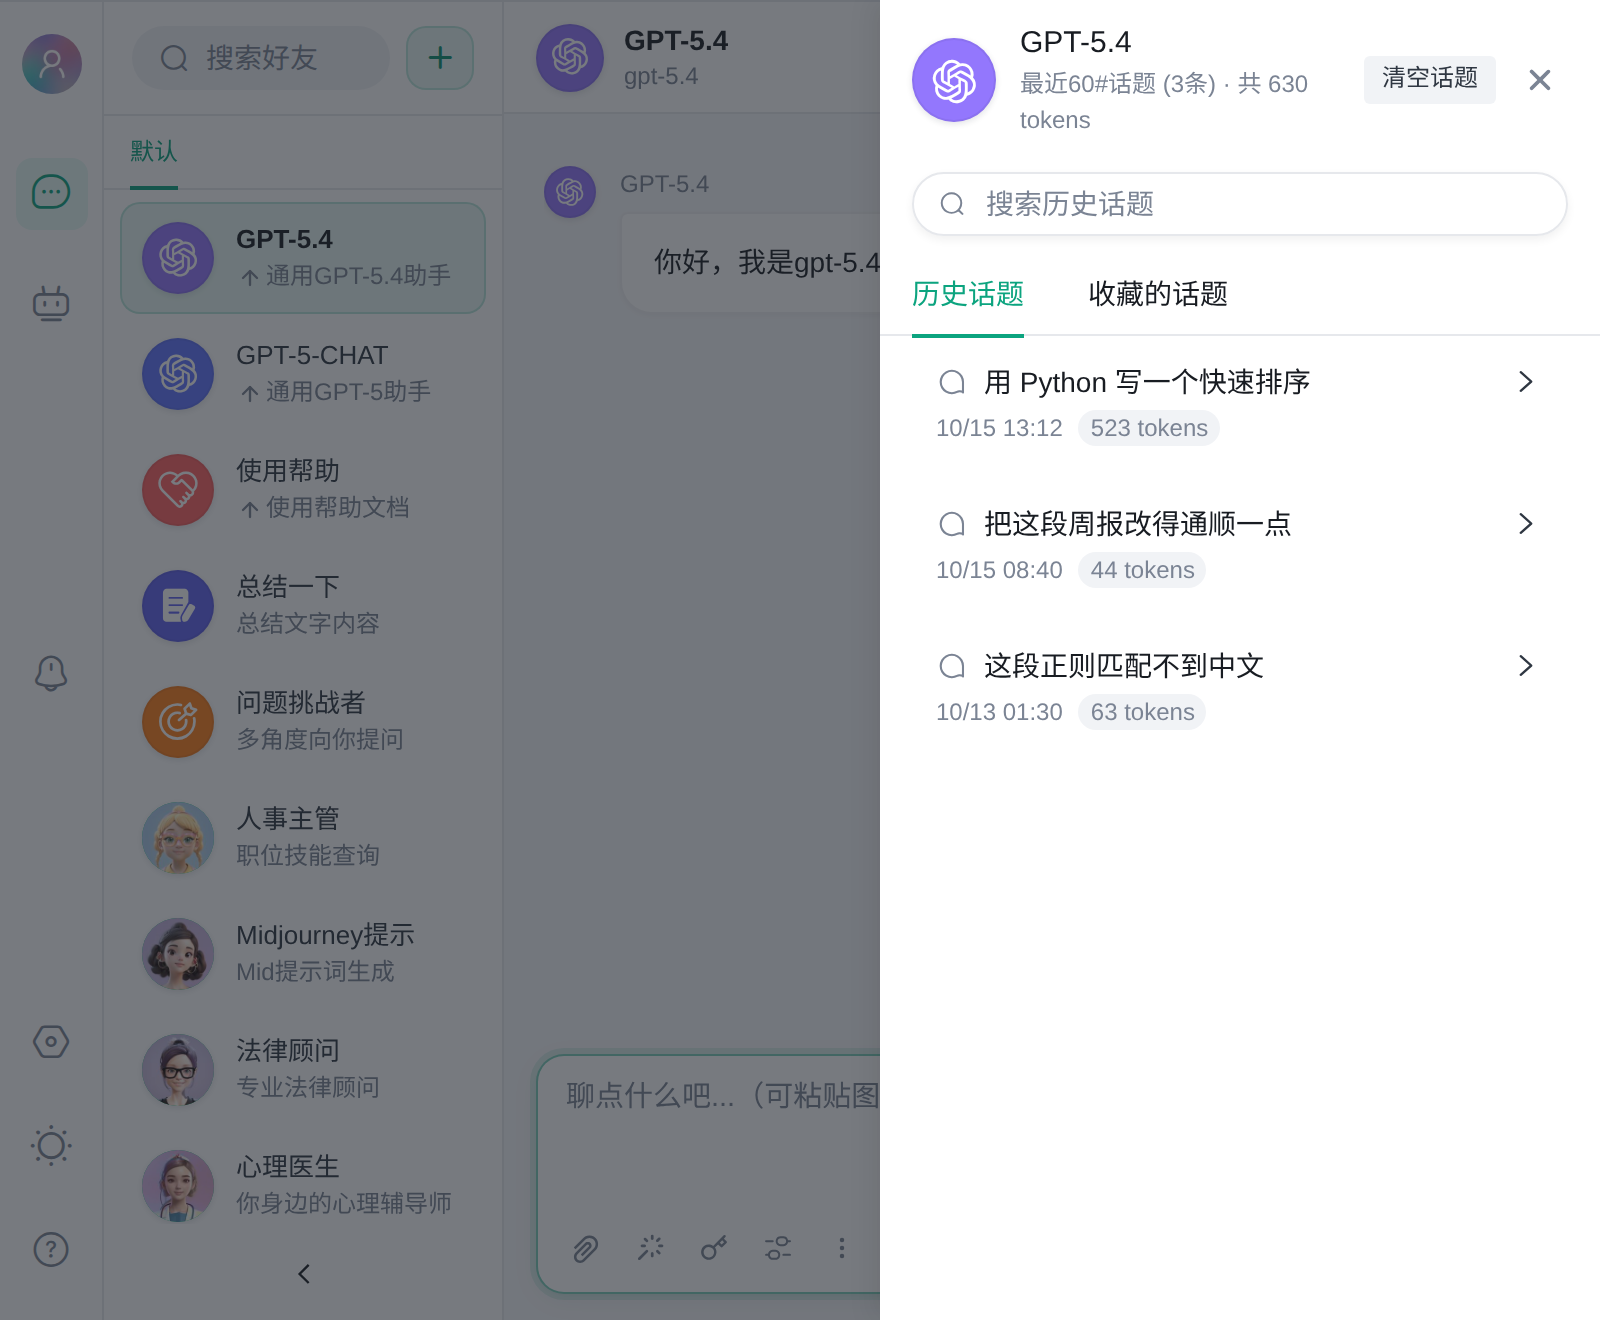 搜索好友
默认
GPT-5.4
通用GPT-5.4助手
GPT-5-CHAT
通用GPT-5助手
使用帮助
使用帮助文档
总结一下
总结文字内容
问题挑战者
多角度向你提问
人事主管
职位技能查询
Midjourney提示
Mid提示词生成
法律顾问
专业法律顾问
心理医生
你身边的心理辅导师
GPT-5.4
gpt-5.4
GPT-5.4
你好，我是gpt-5.4
聊点什么吧...（可粘贴图
GPT-5.4
最近60#话题 (3条) · 共 630
tokens
清空话题
搜索历史话题
历史话题 收藏的话题
用 Python 写一个快速排序
10/15 13:12 523 tokens
把这段周报改得通顺一点
10/15 08:40 44 tokens
这段正则匹配不到中文
10/13 01:30 63 tokens